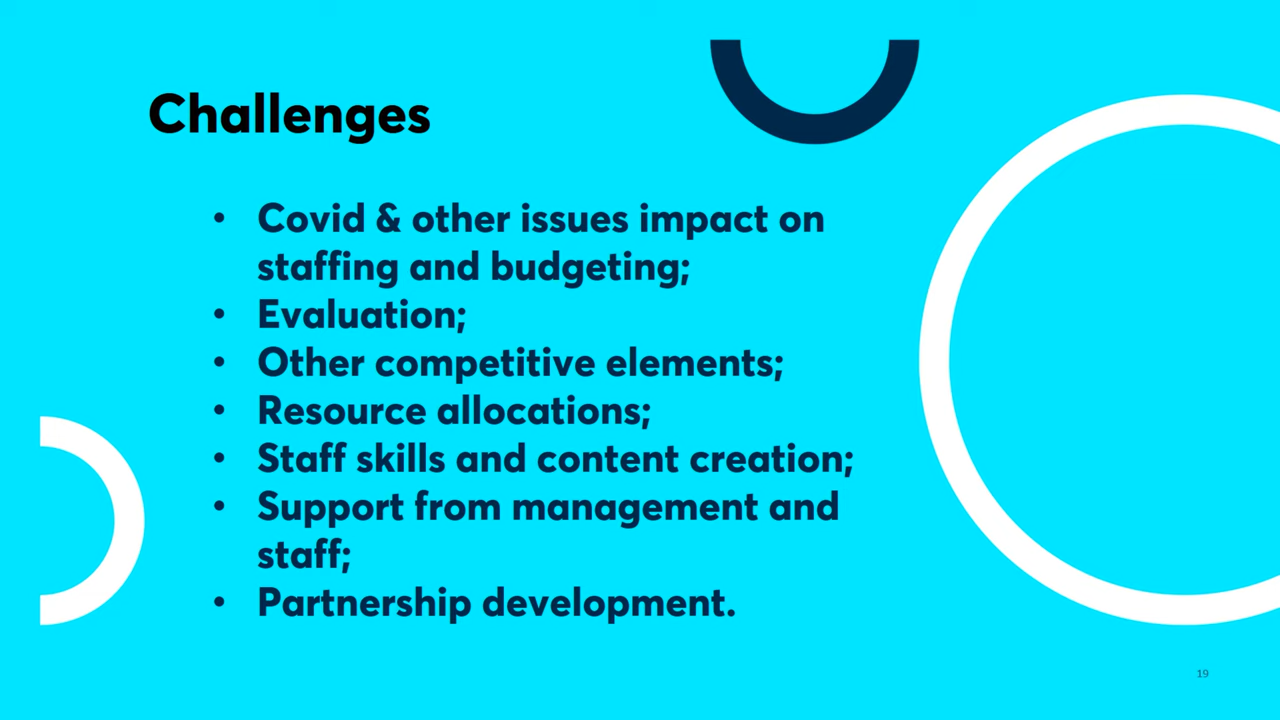 Challenges
• Covid & other issues impact on
staffing and budgeting;
• Evaluation;
• Other competitive elements;
• Resource allocations;
• Staff skills and content creation;
• Support from management and
staff;
• Partnership development.
19